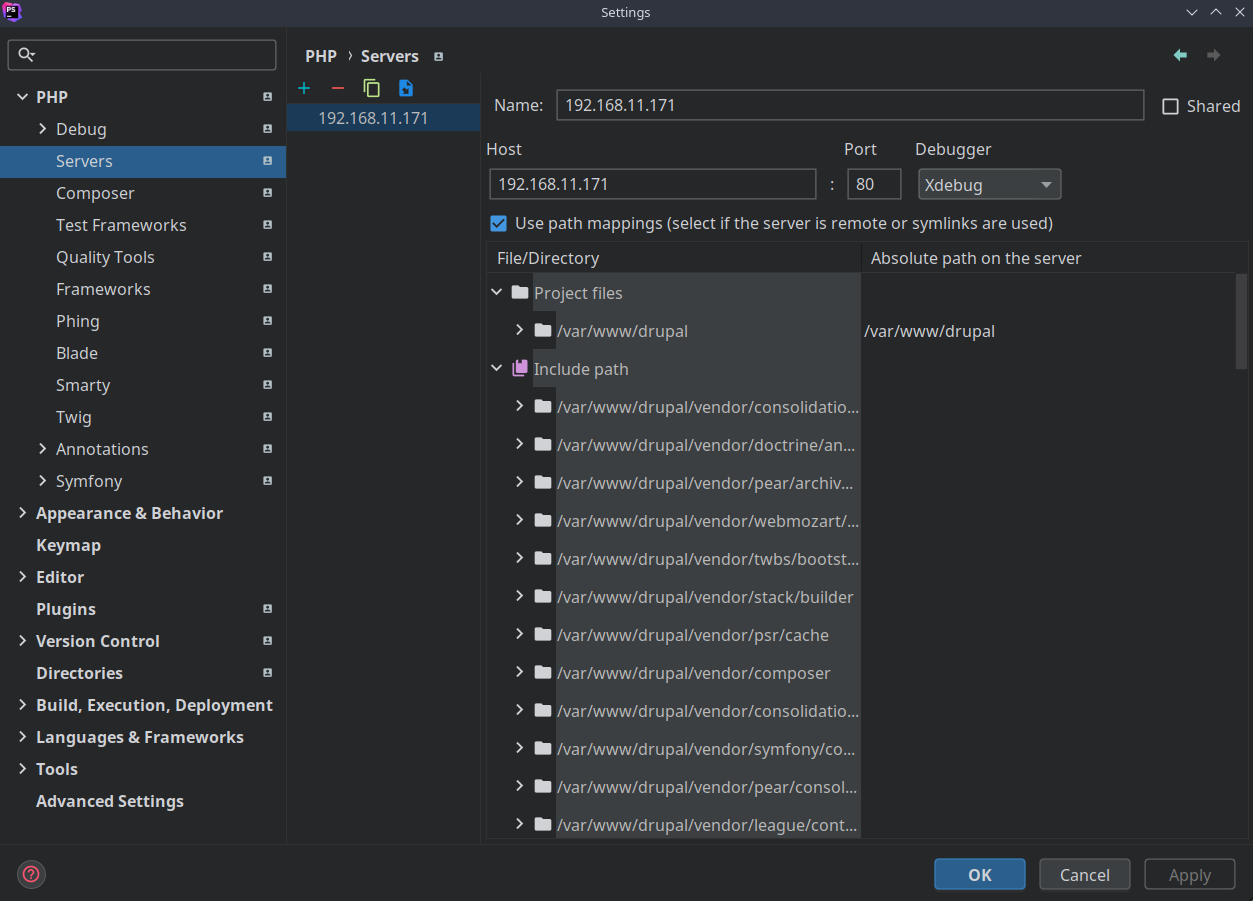 PS
Settings
PHP › Servers
PHP
Debug
Servers
Composer
Test Frameworks
Quality Tools
Frameworks
Phing
Blade
Smarty
Twig
Annotations
Symfony
Appearance & Behavior
Keymap
Editor
Plugins
Version Control
Directories
Build, Execution, Deployment
Languages & Frameworks
Tools
Advanced Settings
192.168.11.171
Name: 192.168.11.171 Shared
Host Port Debugger
192.168.11.171 : 80 Xdebug
Use path mappings (select if the server is remote or symlinks are used)
File/Directory Absolute path on the server
Project files
/var/www/drupal /var/www/drupal
Include path
/var/www/drupal/vendor/consolidatio...
/var/www/drupal/vendor/doctrine/an...
/var/www/drupal/vendor/pear/archiv...
/var/www/drupal/vendor/webmozart/...
/var/www/drupal/vendor/twbs/bootst...
/var/www/drupal/vendor/stack/builder
/var/www/drupal/vendor/psr/cache
/var/www/drupal/vendor/composer
/var/www/drupal/vendor/consolidatio...
/var/www/drupal/vendor/symfony/co...
/var/www/drupal/vendor/pear/consol...
/var/www/drupal/vendor/league/cont...
? OK Cancel Apply